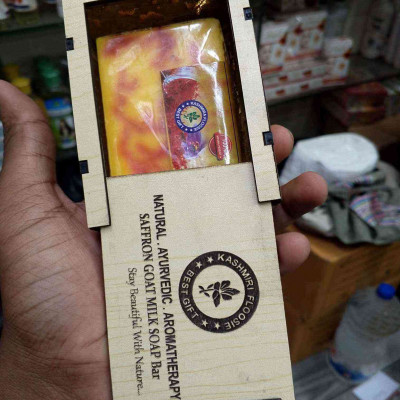 NATURAL . AYURVEDIC . AROMATHERAPY
SAFFRON GOAT MILK SOAP Bar
Stay Beautiful With Nature...
KASHMIRI FLOOSIE
BEST GIFT